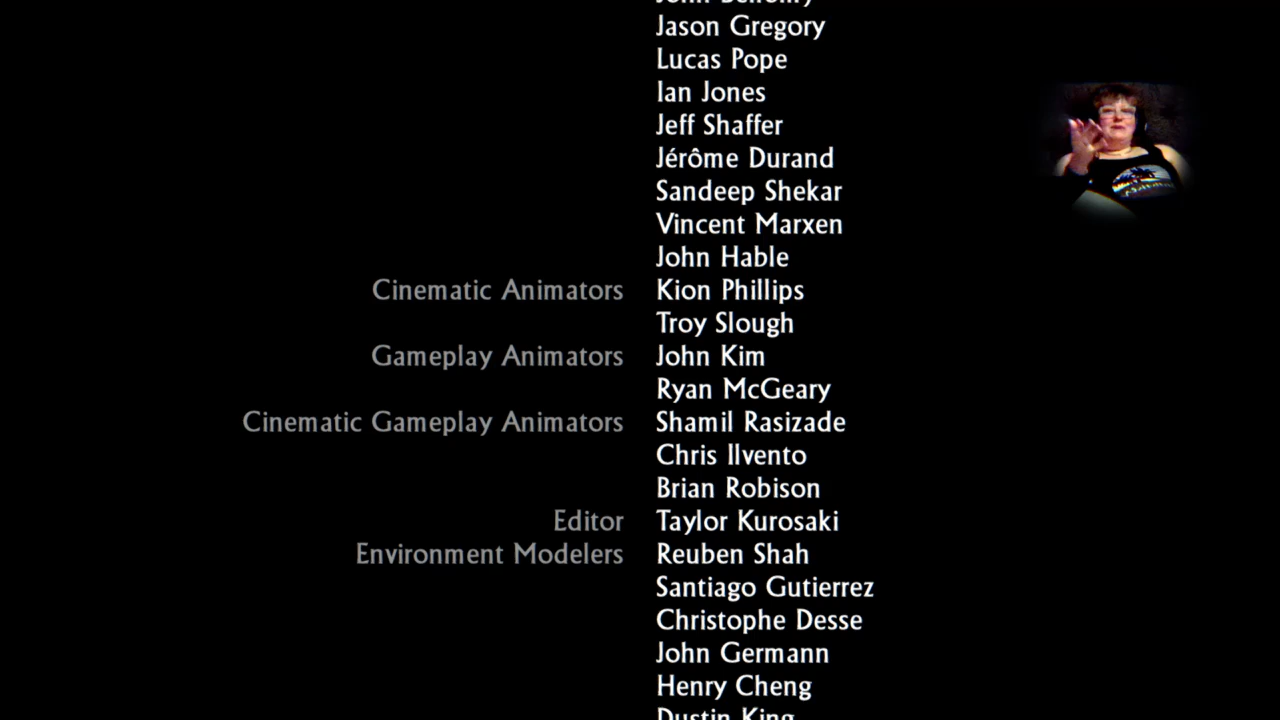 Jason Gregory
Lucas Pope
Ian Jones
Jeff Shaffer
Jérôme Durand
Sandeep Shekar
Vincent Marxen
John Hable
Cinematic Animators Kion Phillips
Troy Slough
Gameplay Animators John Kim
Ryan McGeary
Cinematic Gameplay Animators Shamil Rasizade
Chris Ilvento
Brian Robison
Editor Taylor Kurosaki
Environment Modelers Reuben Shah
Santiago Gutierrez
Christophe Desse
John Germann
Henry Cheng
Dustin King